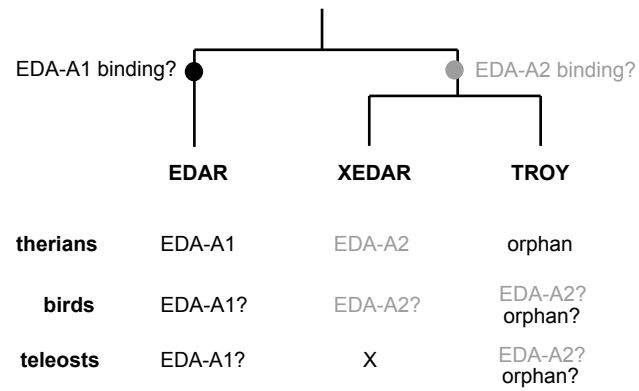 EDA-A1 binding?
EDA-A2 binding?
EDAR XEDAR TROY
therians EDA-A1 EDA-A2 orphan
birds EDA-A1? EDA-A2? EDA-A2?
orphan?
teleosts EDA-A1? X EDA-A2?
orphan?